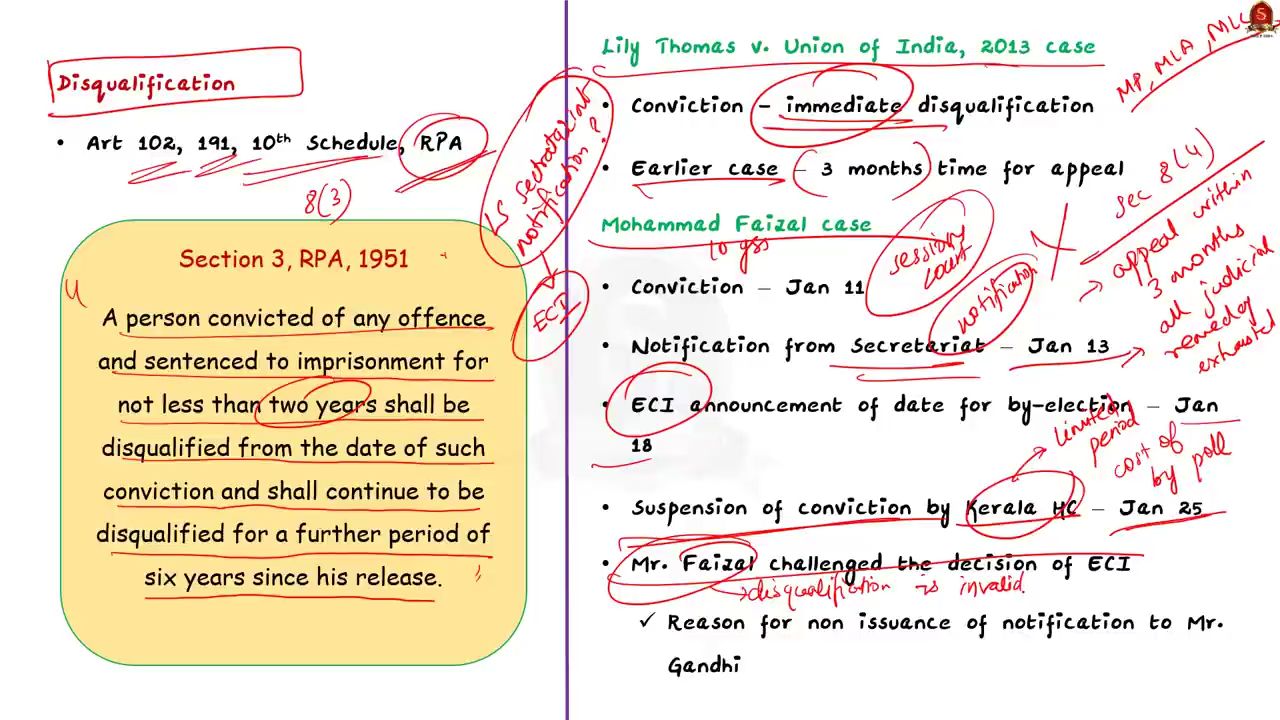 Disqualification
• Art 102, 191, 10th Schedule, RPA
8(3)
Section 3, RPA, 1951
"
A person convicted of any offence
and sentenced to imprisonment for
not less than two years shall be
disqualified from the date of such
conviction and shall continue to be
disqualified for a further period of
six years since his release.
LS secretariat
notification?
ECI
Lily Thomas v. Union of India, 2013 case
MP, MLA, MLC
• Conviction - immediate disqualification
• Earlier case - 3 months time for appeal
sec 8(4)
appeal within
3 months
all judicial
remedy
exhausted
Mohammad Faizal case
10 yrs
sessions
court
• Conviction - Jan 11
notification
• Notification from Secretariat - Jan 13
• ECI announcement of date for by-election - Jan
18
limited
period
cost of
by poll
• Suspension of conviction by Kerala HC - Jan 25
• Mr. Faizal challenged the decision of ECI
disqualification is invalid.
✓ Reason for non issuance of notification to Mr.
Gandhi
S